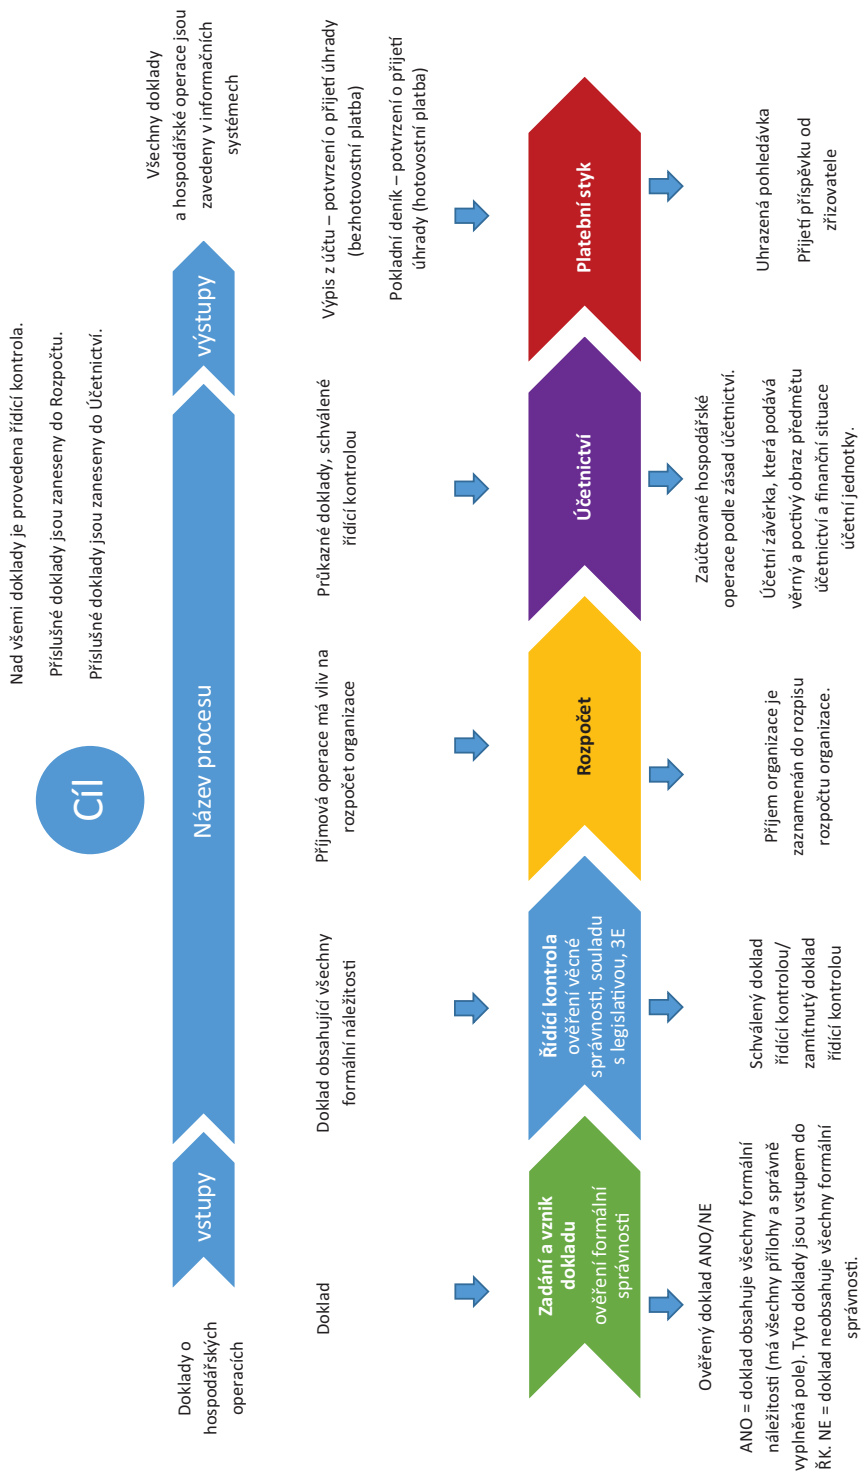 Cíl
Nad všemi doklady je provedena řídící kontrola.
Příslušné doklady jsou zaneseny do Rozpočtu.
Příslušné doklady jsou zaneseny do Účetnictví.
Doklady o
hospodářských
operacích
vstupy
Název procesu
výstupy
Všechny doklady
a hospodářské operace jsou
zavedeny v informačních
systémech
Doklad
Doklad obsahující všechny
formální náležitosti
Příjmová operace má vliv na
rozpočet organizace
Průkazné doklady, schválené
řídící kontrolou
Výpis z účtu – potvrzení o přijetí úhrady
(bezhotovostní platba)
Pokladní deník – potvrzení o přijetí
úhrady (hotovostní platba)
Zadání a vznik
dokladu
ověření formální
správnosti
Řídící kontrola
ověření věcné
správnosti, souladu
s legislativou, 3E
Rozpočet
Účetnictví
Platební styk
Ověřený doklad ANO/NE
ANO = doklad obsahuje všechny formální
náležitosti (má všechny přílohy a správně
vyplněná pole). Tyto doklady jsou vstupem do
ŘK. NE = doklad neobsahuje všechny formální
správnosti.
Schválený doklad
řídící kontrolou/
zamítnutý doklad
řídící kontrolou
Příjem organizace je
zaznamenán do rozpisu
rozpočtu organizace.
Zaúčtované hospodářské
operace podle zásad účetnictví.
Účetní závěrka, která podává
věrný a poctivý obraz předmětu
účetnictví a finanční situace
účetní jednotky.
Uhrazená pohledávka
Přijetí příspěvku od
zřizovatele